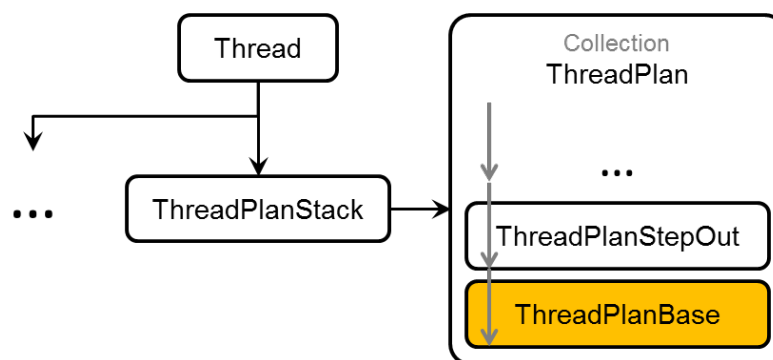 Thread
Collection
ThreadPlan
...
...
ThreadPlanStack
ThreadPlanStepOut
ThreadPlanBase